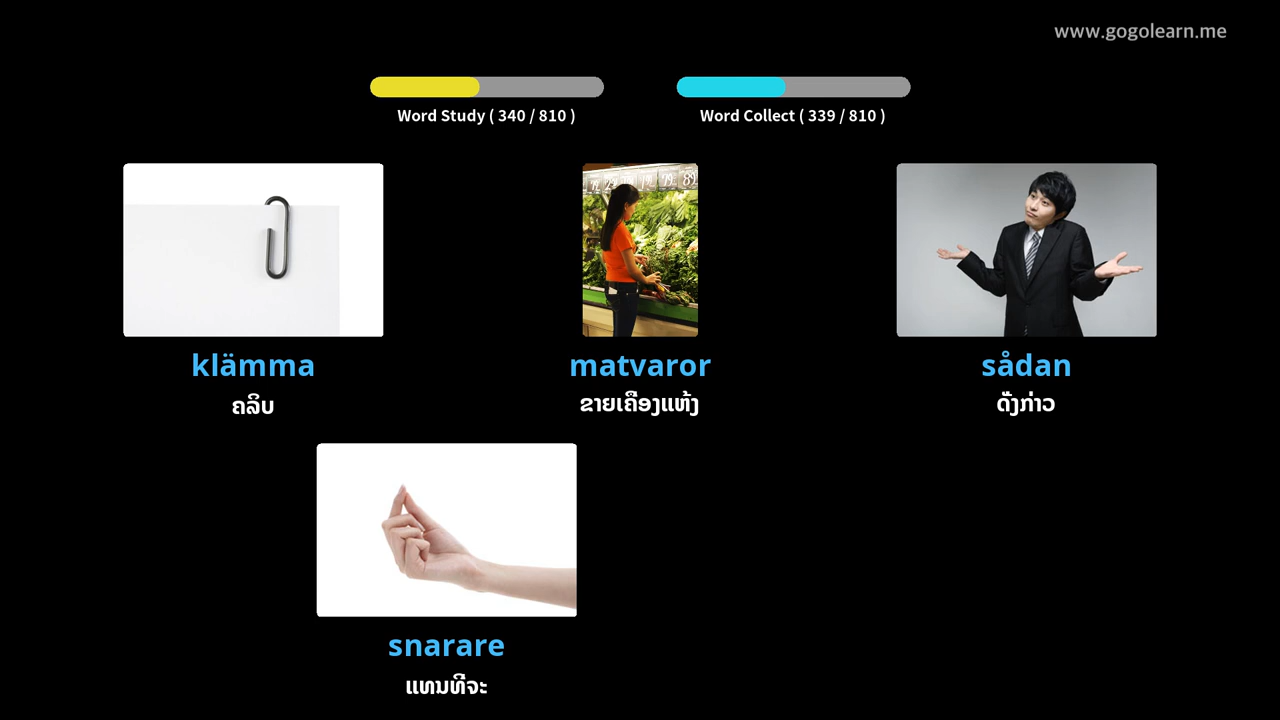 www.gogolearn.me
Word Study ( 340 / 810 )
Word Collect ( 339 / 810 )
klämma
ຄລິບ
matvaror
ຂາຍເຄື່ອງແຫ້ງ
sådan
ດັ່ງກ່າວ
snarare
ແທນທີ່ຈະ